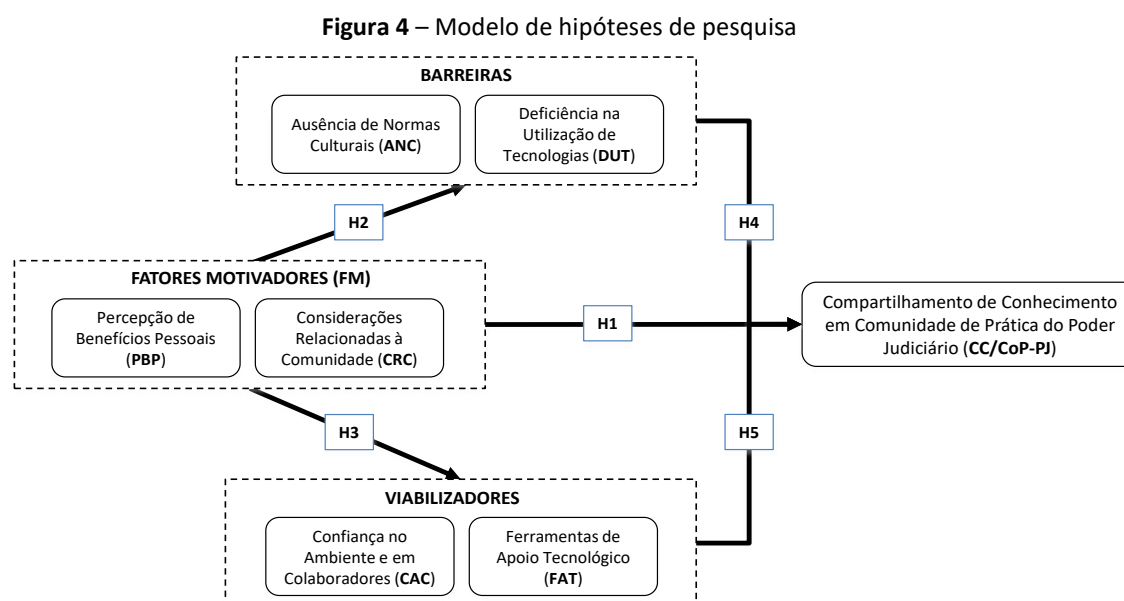 Figura 4 – Modelo de hipóteses de pesquisa
BARREIRAS
Ausência de Normas
Culturais (ANC)
Deficiência na
Utilização de
Tecnologias (DUT)
H2
H4
FATORES MOTIVADORES (FM)
Percepção de
Benefícios Pessoais
(PBP)
Considerações
Relacionadas à
Comunidade (CRC)
H1
Compartilhamento de Conhecimento
em Comunidade de Prática do Poder
Judiciário (CC/CoP-PJ)
H3
H5
VIABILIZADORES
Confiança no
Ambiente e em
Colaboradores (CAC)
Ferramentas de
Apoio Tecnológico
(FAT)